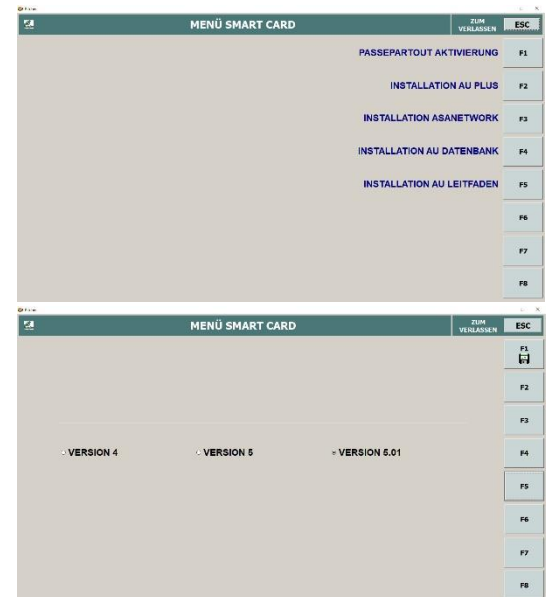 MENÜ SMART CARD
ZUM
VERLASSEN
ESC
PASSEPARTOUT AKTIVIERUNG
F1
INSTALLATION AU PLUS
F2
INSTALLATION ASANETWORK
F3
INSTALLATION AU DATENBANK
F4
INSTALLATION AU LEITFADEN
F5
F6
F7
F8
MENÜ SMART CARD
ZUM
VERLASSEN
ESC
F1
F2
F3
VERSION 4
VERSION 5
VERSION 5.01
F4
F5
F6
F7
F8